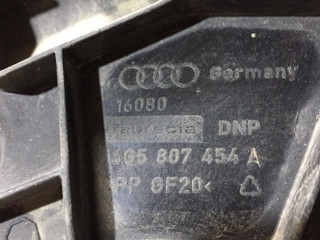 Germany
16080
faurecia DNP
4G5 807 454 A
PP GF20<